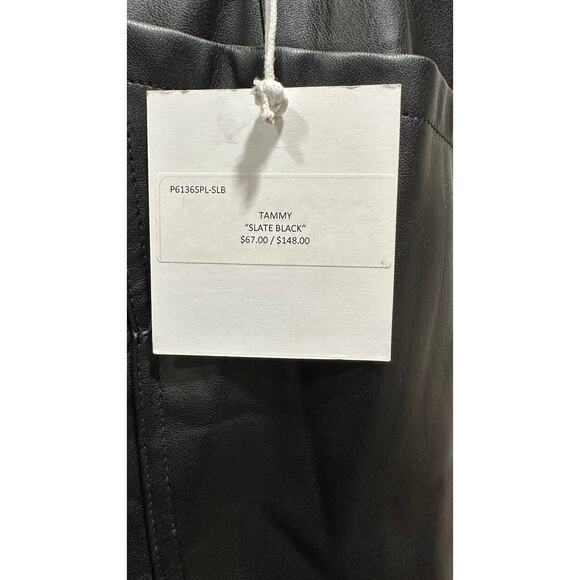 P6136SPL-SLB
TAMMY
“SLATE BLACK”
$67.00 / $148.00